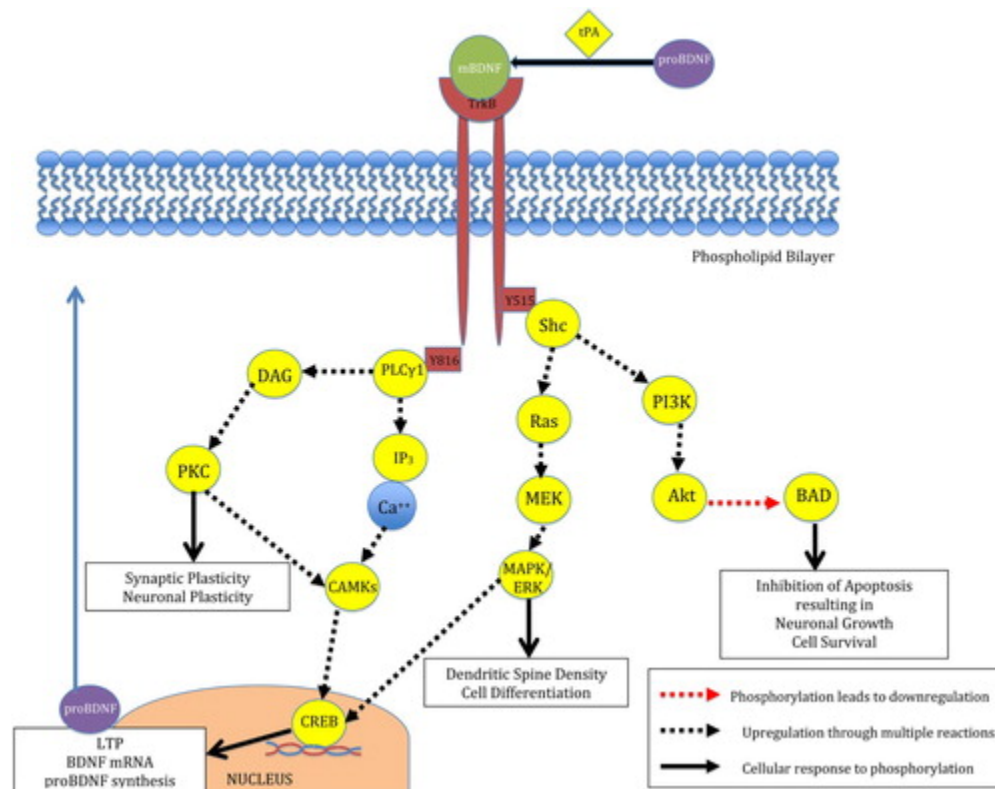 tPA
mBDNF
proBDNF
TrkB
Phospholipid Bilayer
Y515
Shc
Y816
PLCy1
DAG
PI3K
Ras
IP₃
PKC
MEK
Akt
BAD
Ca⁺⁺
Synaptic Plasticity
Neuronal Plasticity
CAMKs
MAPK/
ERK
Inhibition of Apoptosis
resulting in
Neuronal Growth
Cell Survival
Dendritic Spine Density
Cell Differentiation
proBDNF
CREB
LTP
BDNF mRNA
proBDNF synthesis
NUCLEUS
Phosphorylation leads to downregulation
Upregulation through multiple reactions
Cellular response to phosphorylation